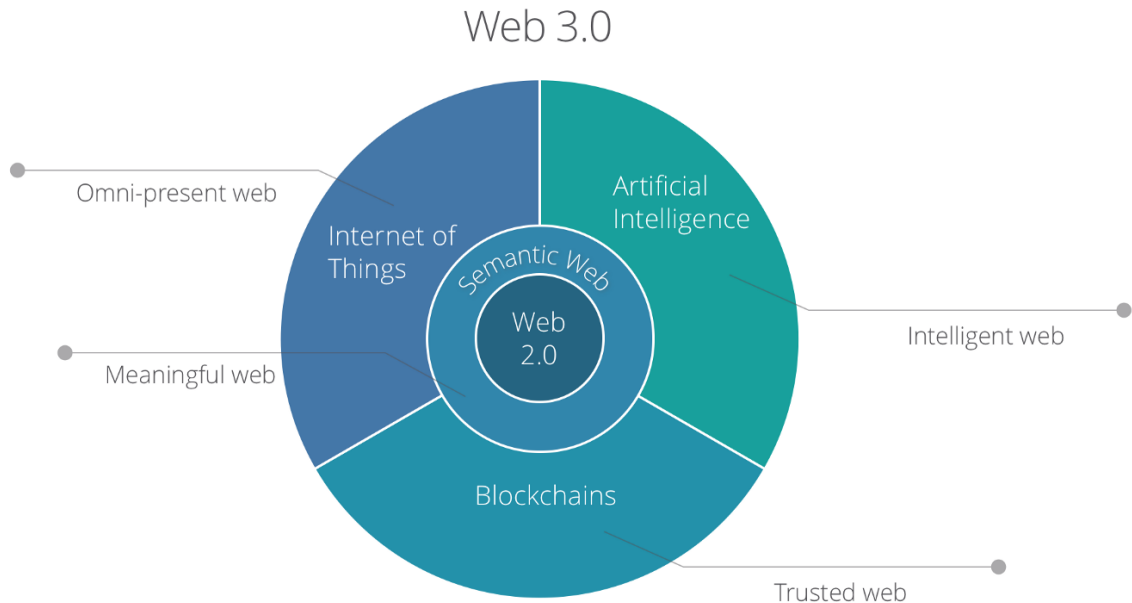 Web 3.0
Omni-present web
Artificial
Intelligence
Internet of
Things
Semantic Web
Web
2.0
Intelligent web
Meaningful web
Blockchains
Trusted web